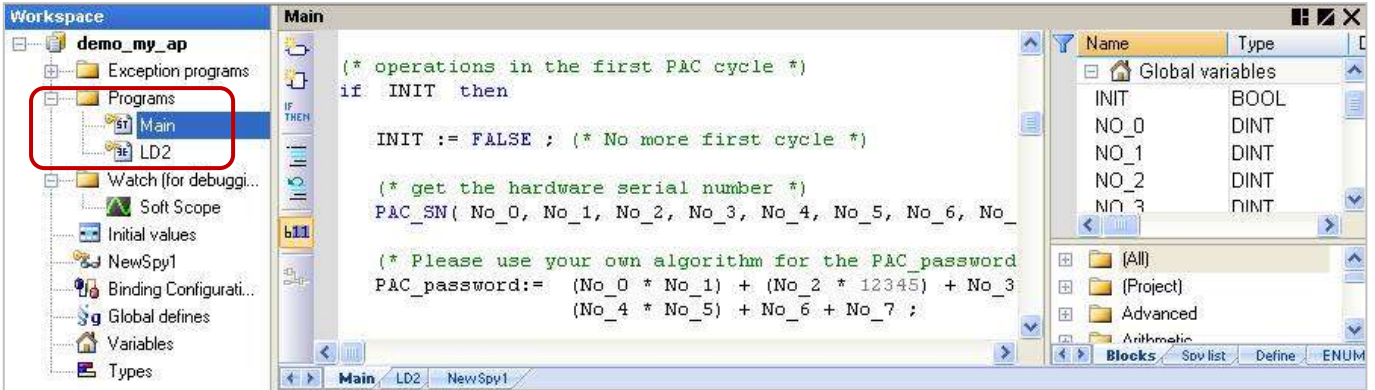 Workspace
demo_my_ap
Exception programs
Programs
Main
LD2
Watch (for debuggi...
Soft Scope
Initial values
NewSpy1
Binding Configurati...
Global defines
Variables
Types
Main
IF
THEN
(* operations in the first PAC cycle *)
if INIT then
INIT := FALSE ; (* No more first cycle *)
(* get the hardware serial number *)
PAC_SN( No_0, No_1, No_2, No_3, No_4, No_5, No_6, No_
(* Please use your own algorithm for the PAC_password
PAC_password:= (No_0 * No_1) + (No_2 * 12345) + No_3
(No_4 * No_5) + No_6 + No_7 ;
Main LD2 NewSpy1
Name Type
Global variables
INIT BOOL
NO_0 DINT
NO_1 DINT
NO_2 DINT
NO_3 DINT
(All)
(Project)
Advanced
Arithmetic
Blocks Spy list Define ENUM